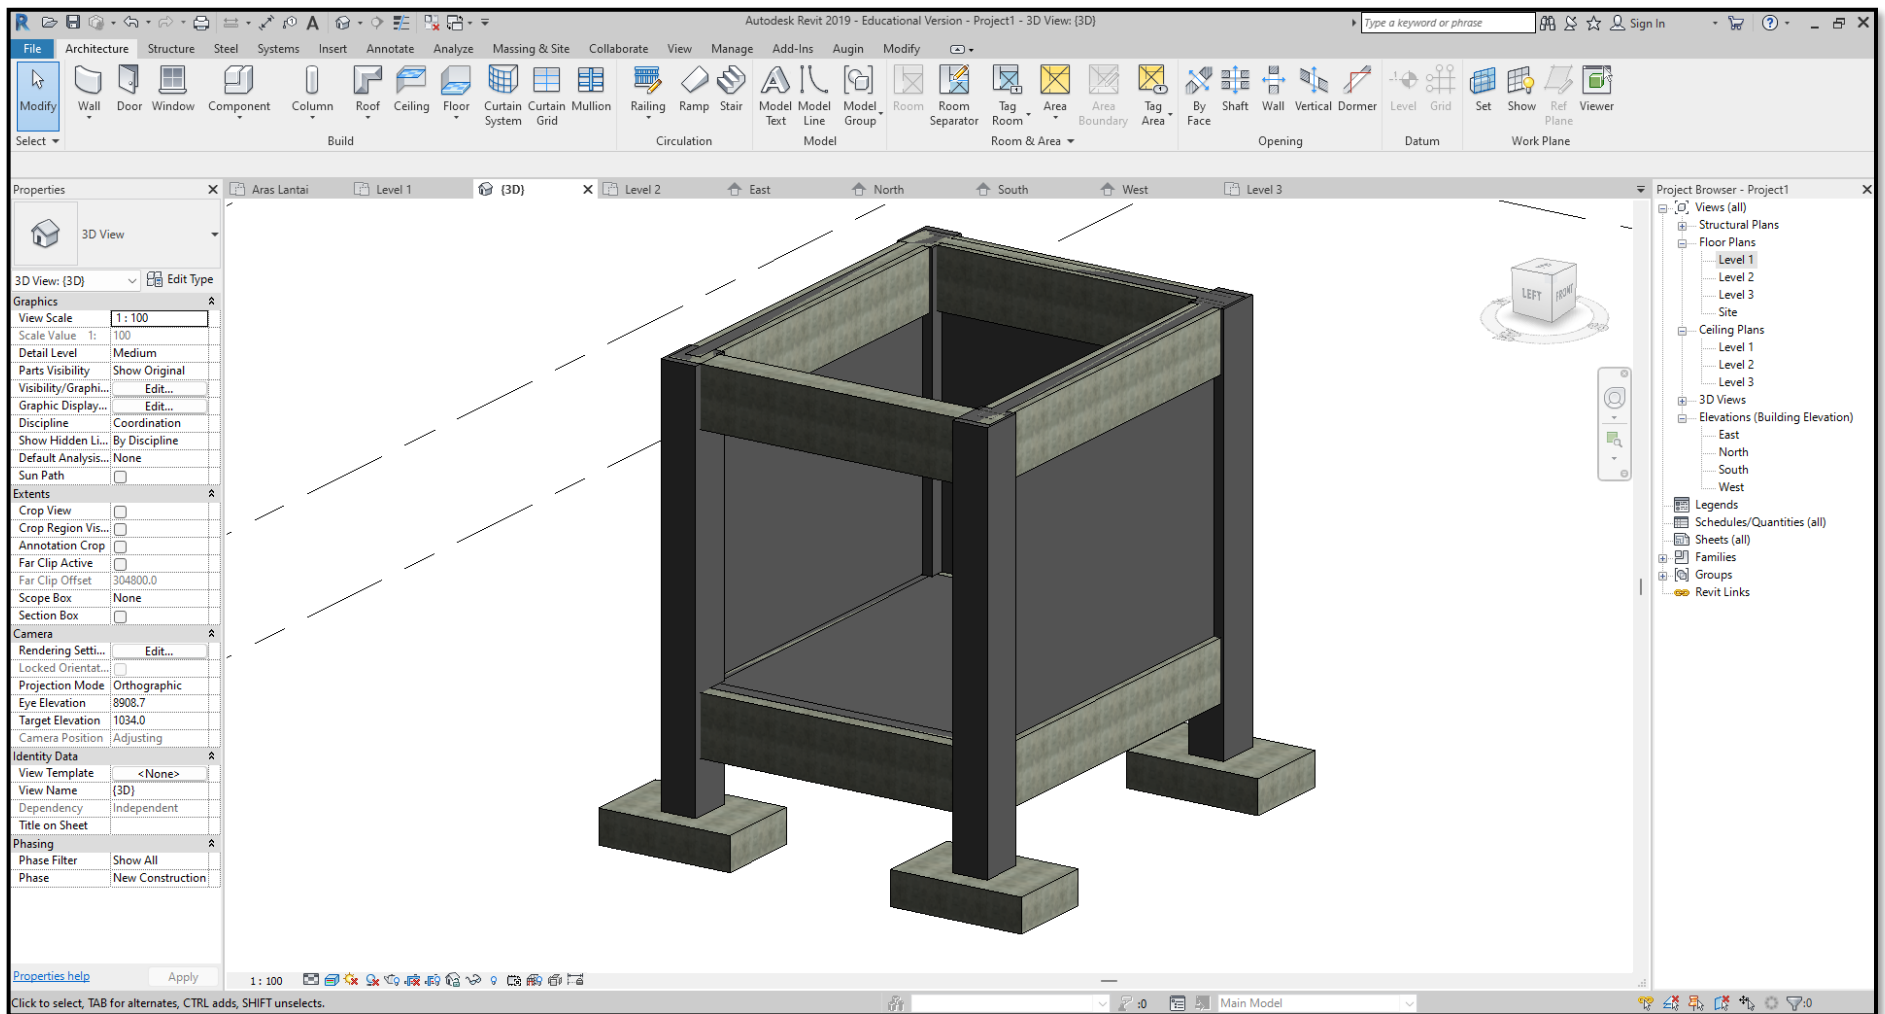 Autodesk Revit 2019 - Educational Version - Project1 - 3D View: {3D}
Type a keyword or phrase
Sign In
File Architecture Structure Steel Systems Insert Annotate Analyze Massing & Site Collaborate View Manage Add-Ins Augin Modify
Modify Wall Door Window Component Column Roof Ceiling Floor Curtain System Curtain Grid Mullion Railing Ramp Stair Model Text Model Line Model Group Room Room Separator Tag Room Area Area Boundary Tag Area By Face Shaft Wall Vertical Dormer Level Grid Set Show Ref Plane Viewer
Select Build Circulation Model Room & Area Opening Datum Work Plane
Properties
Aras Lantai Level 1 {3D} Level 2 East North South West Level 3
3D View
3D View: {3D} Edit Type
Graphics
View Scale 1 : 100
Scale Value 1: 100
Detail Level Medium
Parts Visibility Show Original
Visibility/Graphi... Edit...
Graphic Display... Edit...
Discipline Coordination
Show Hidden Li... By Discipline
Default Analysis... None
Sun Path
Extents
Crop View
Crop Region Vis...
Annotation Crop
Far Clip Active
Far Clip Offset 304800.0
Scope Box None
Section Box
Camera
Rendering Setti... Edit...
Locked Orientat...
Projection Mode Orthographic
Eye Elevation 8908.7
Target Elevation 1034.0
Camera Position Adjusting
Identity Data
View Template <None>
View Name {3D}
Dependency Independent
Title on Sheet
Phasing
Phase Filter Show All
Phase New Construction
Properties help Apply
LEFT FRONT
Project Browser - Project1
Views (all)
Structural Plans
Floor Plans
Level 1
Level 2
Level 3
Site
Ceiling Plans
Level 1
Level 2
Level 3
3D Views
Elevations (Building Elevation)
East
North
South
West
Legends
Schedules/Quantities (all)
Sheets (all)
Families
Groups
Revit Links
1 : 100
Click to select, TAB for alternates, CTRL adds, SHIFT unselects.
:0
Main Model
:0